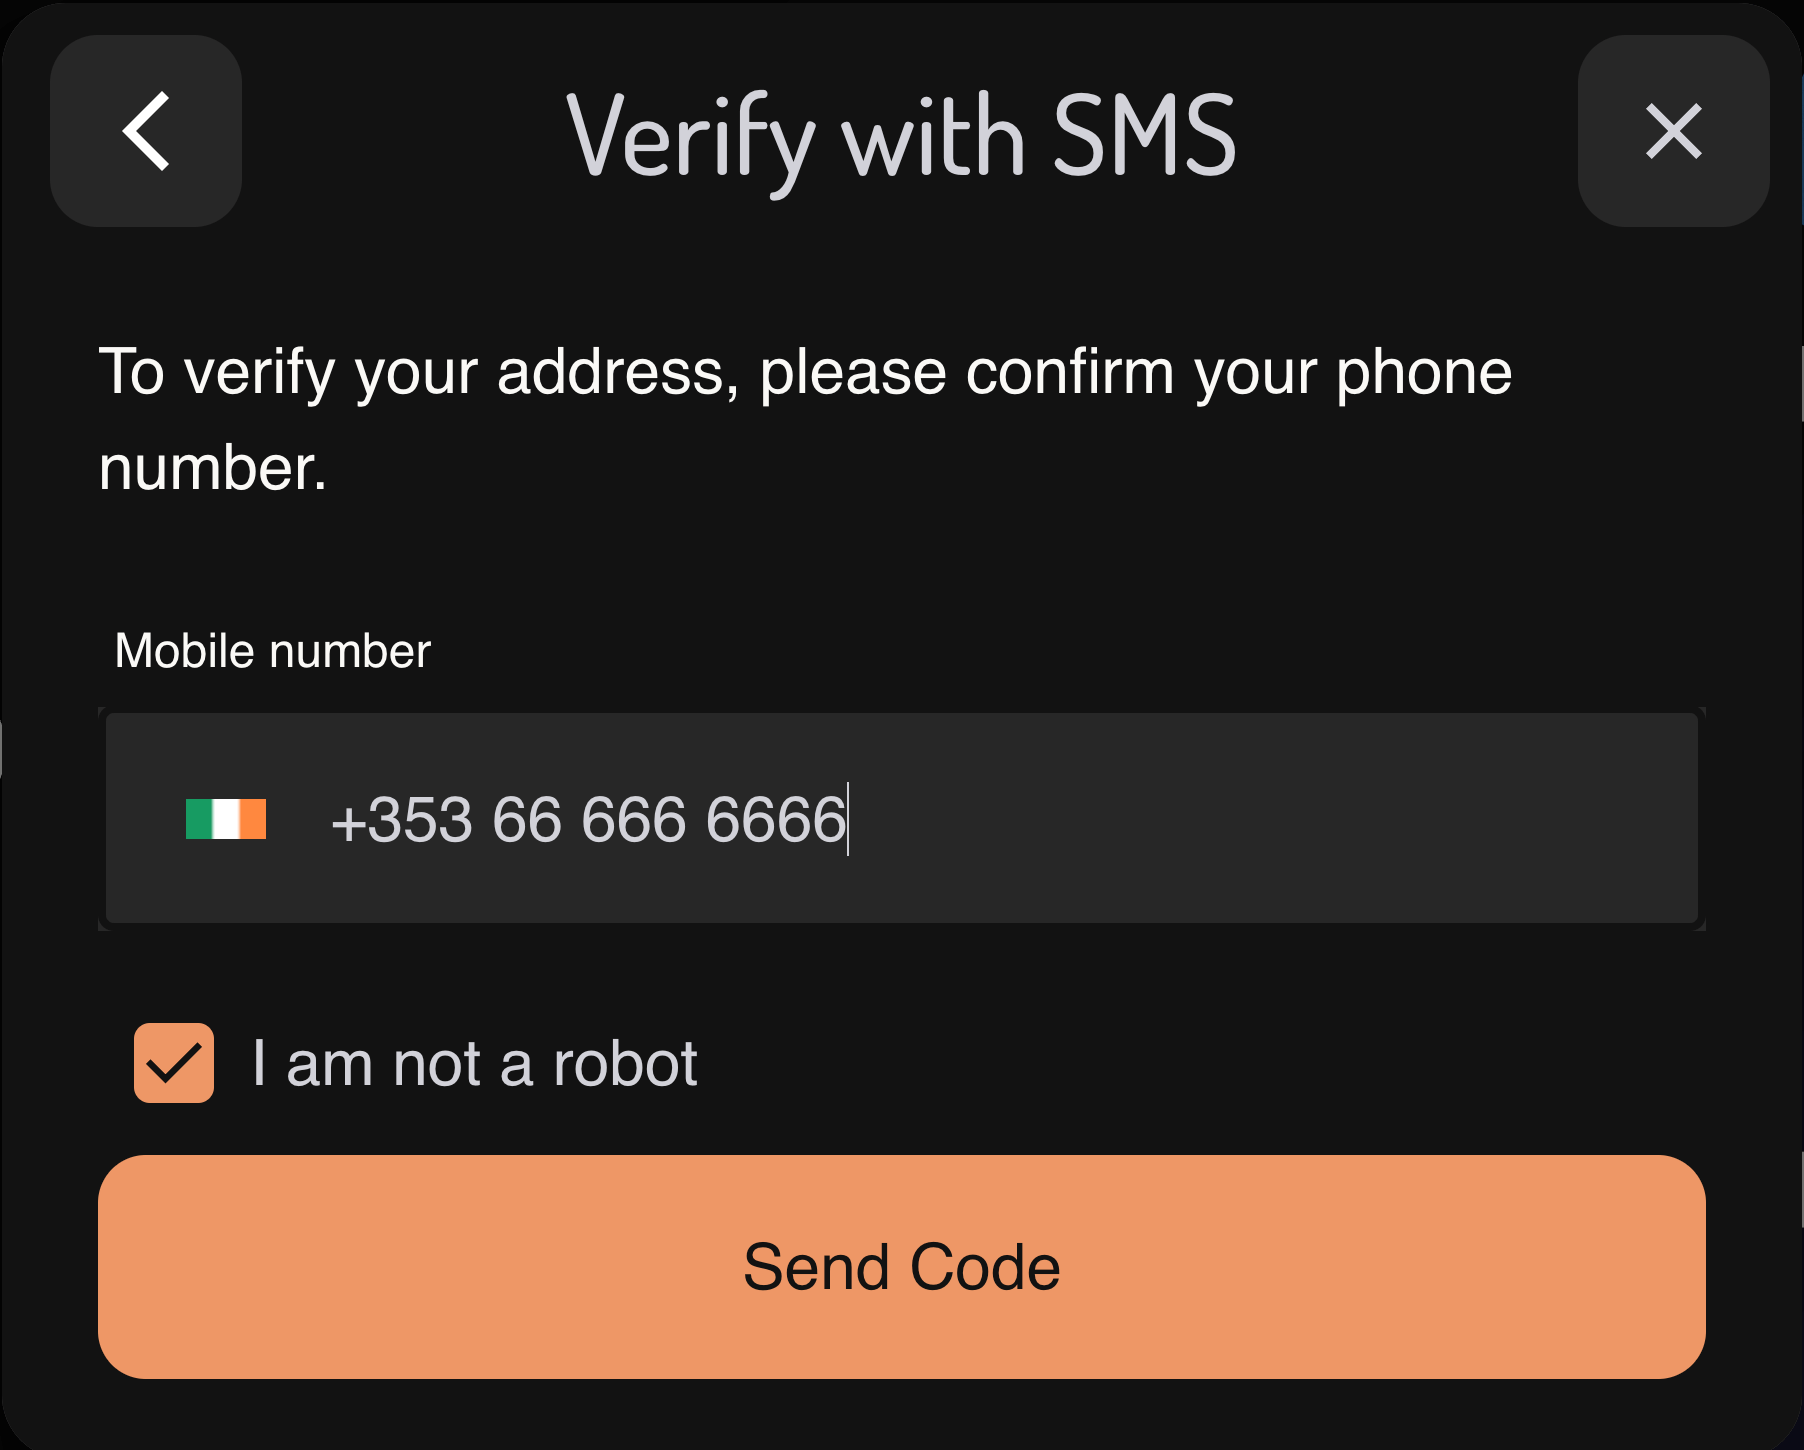 Verify with SMS
To verify your address, please confirm your phone
number.
Mobile number
+353 66 666 6666
I am not a robot
Send Code